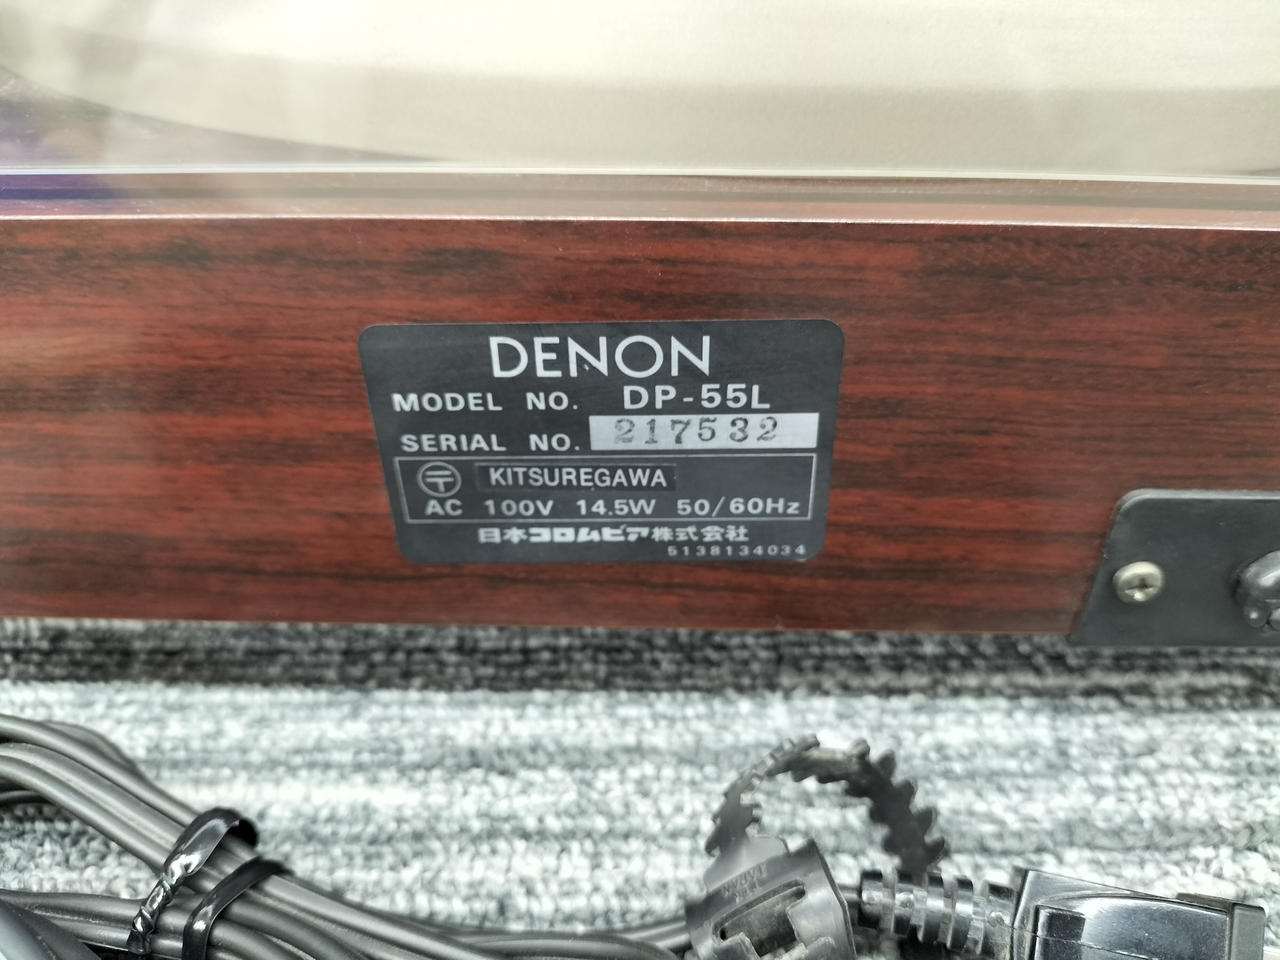 DENON
MODEL NO. DP-55L
SERIAL NO. 217532
〒 KITSUREGAWA
AC 100V 14.5W 50/60Hz
日本コロムビア株式会社
5138134034